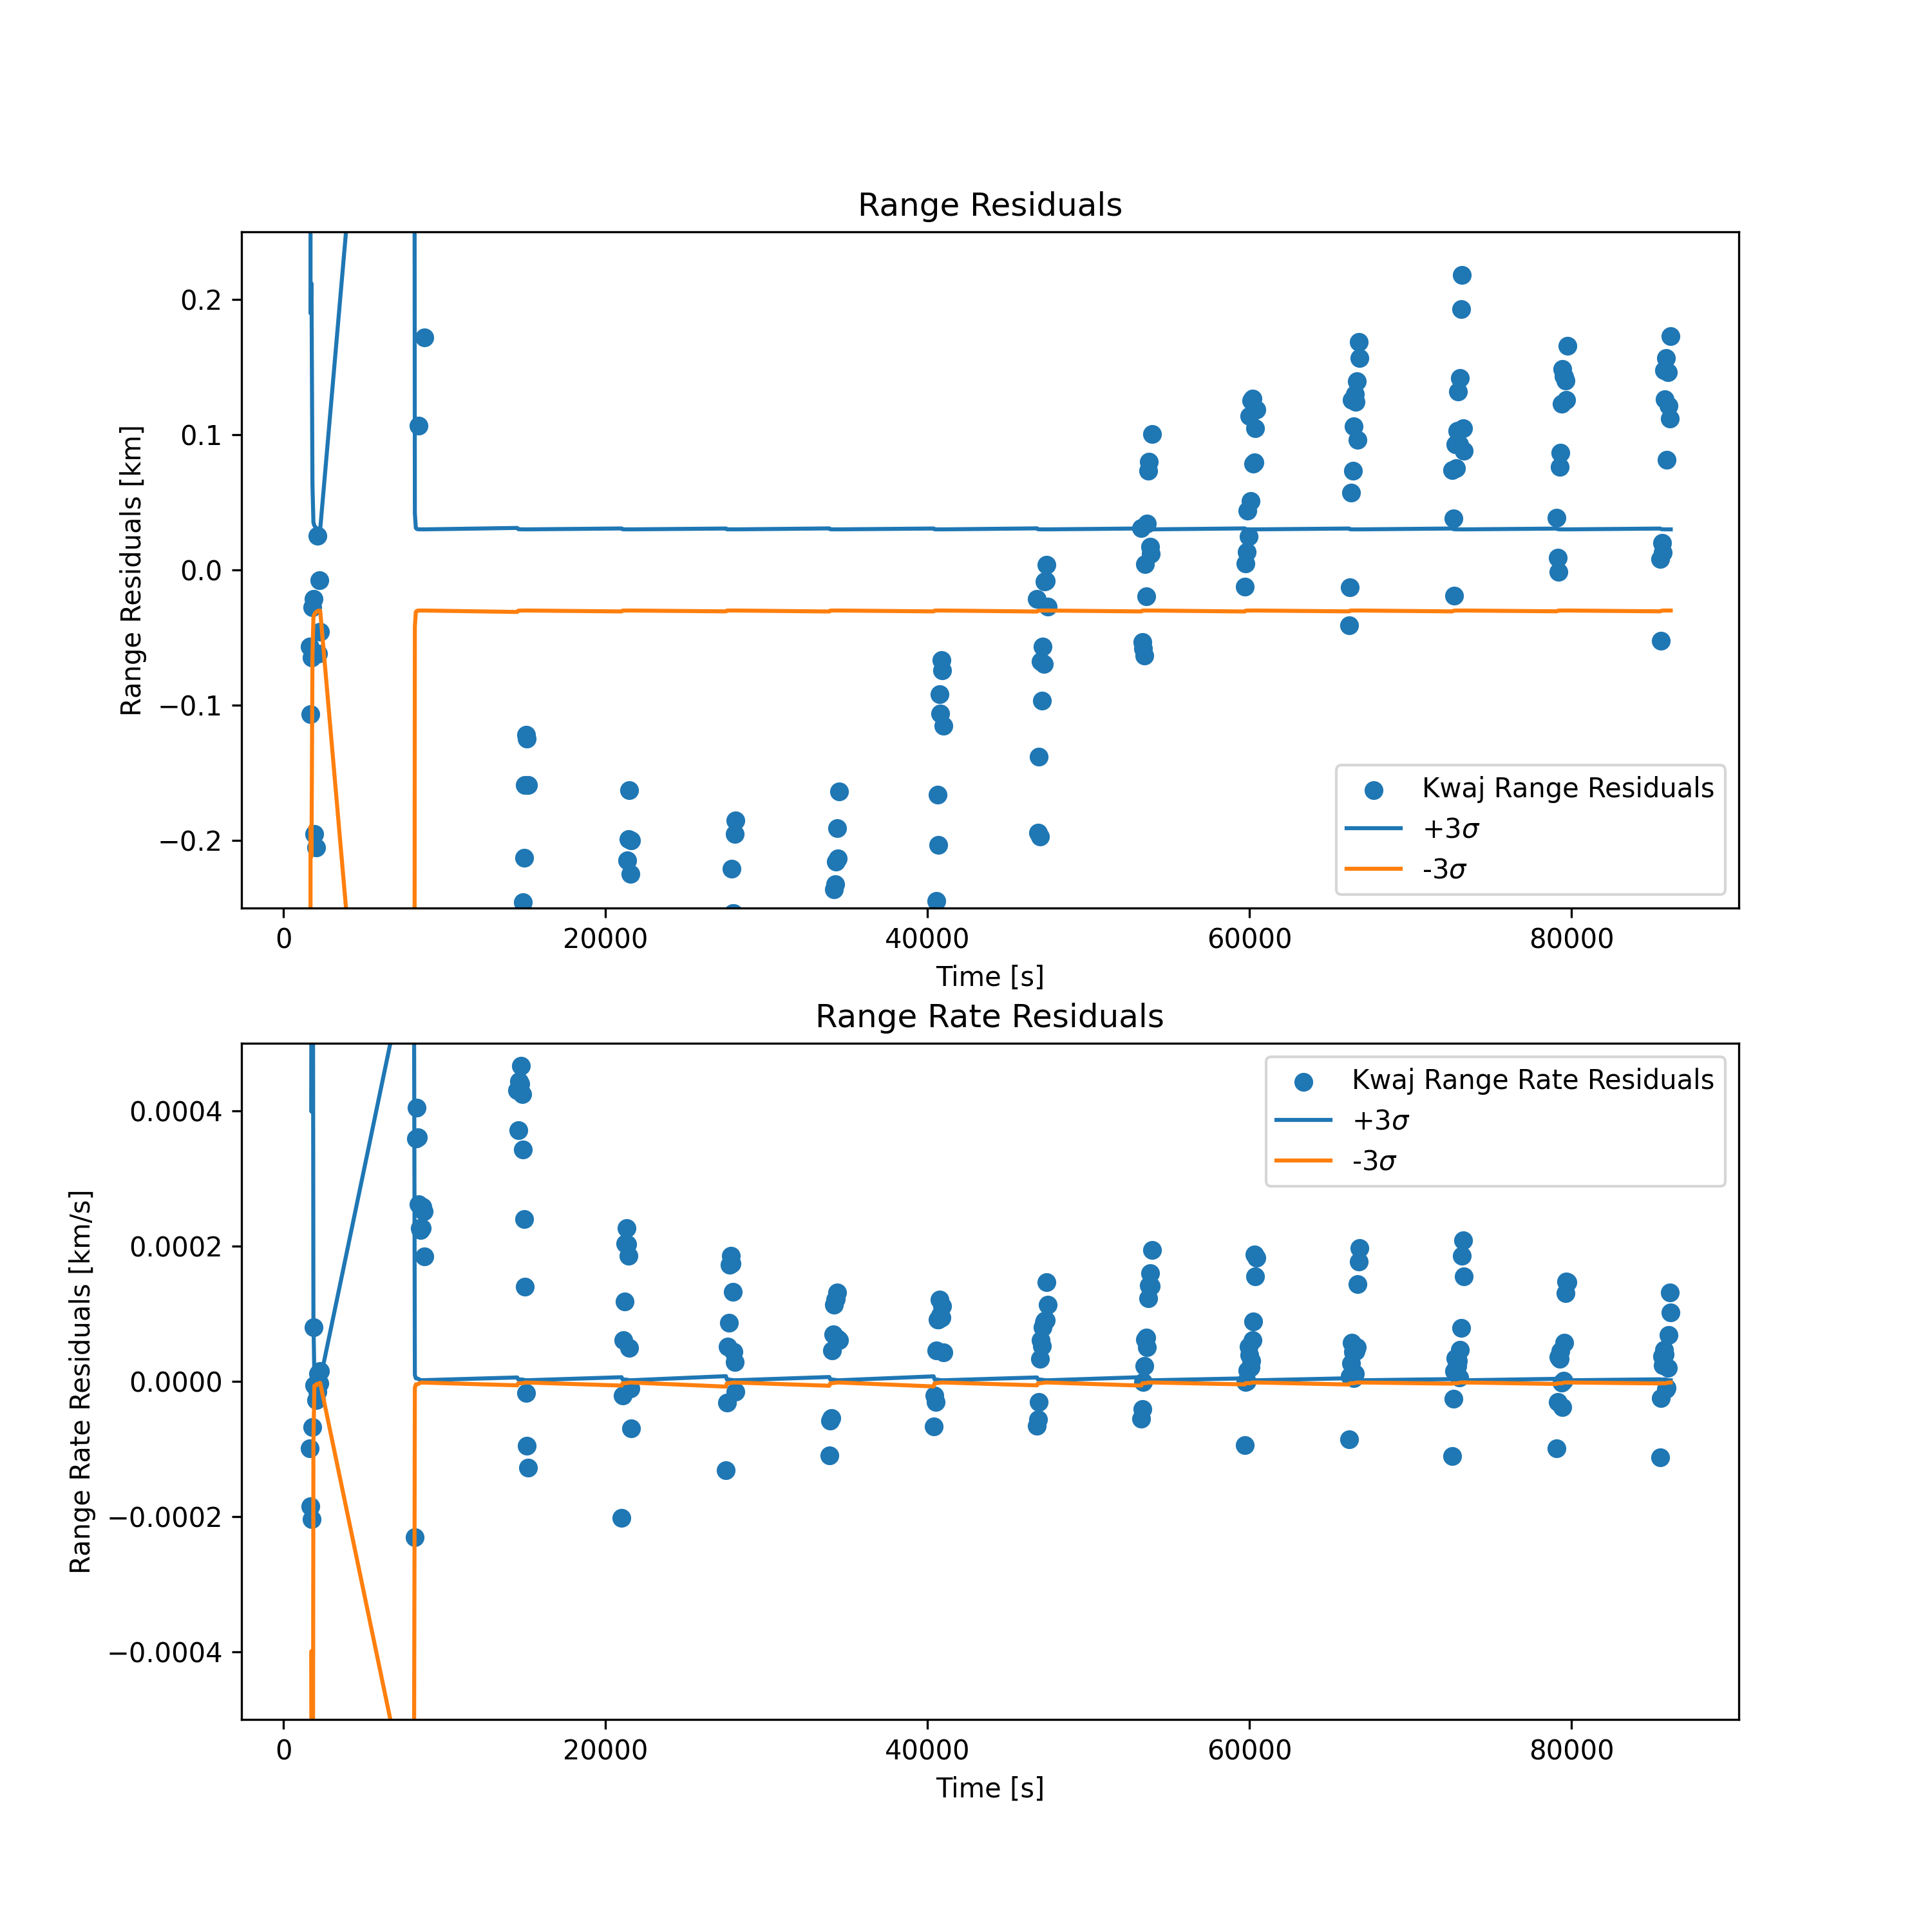 Range Residuals
Range Residuals [km]
0.2
0.1
0.0
−0.1
−0.2
Kwaj Range Residuals
+3σ
-3σ
0 20000 40000 60000 80000
Time [s]
Range Rate Residuals
Range Rate Residuals [km/s]
0.0004
0.0002
0.0000
−0.0002
−0.0004
Kwaj Range Rate Residuals
+3σ
-3σ
0 20000 40000 60000 80000
Time [s]